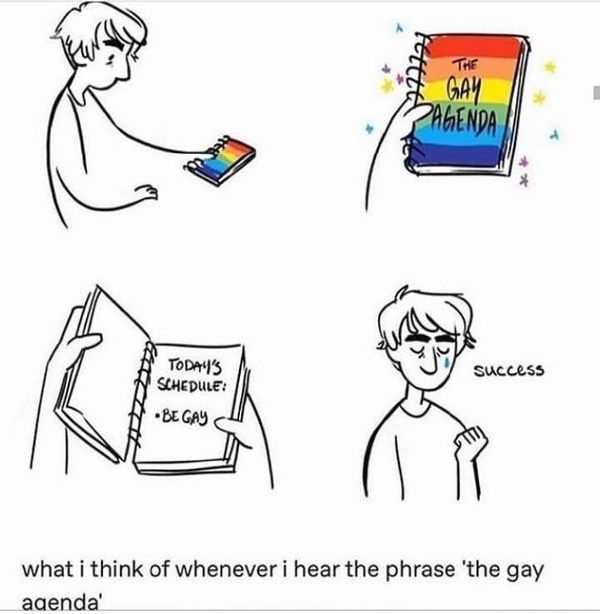 THE
GAY
AGENDA
TODAY'S
SCHEDULE:
•BE GAY
success
what i think of whenever i hear the phrase 'the gay
agenda'